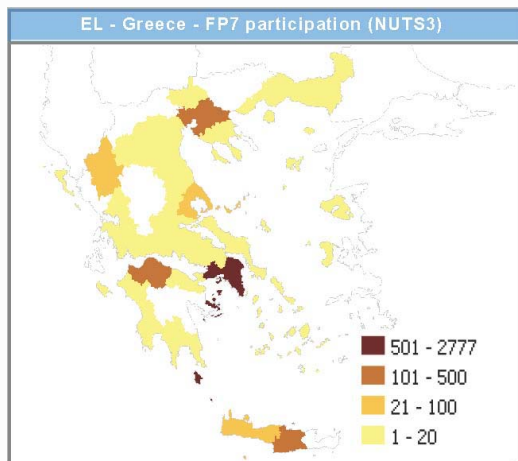 EL - Greece - FP7 participation (NUTS3)
501 - 2777
101 - 500
21 - 100
1 - 20